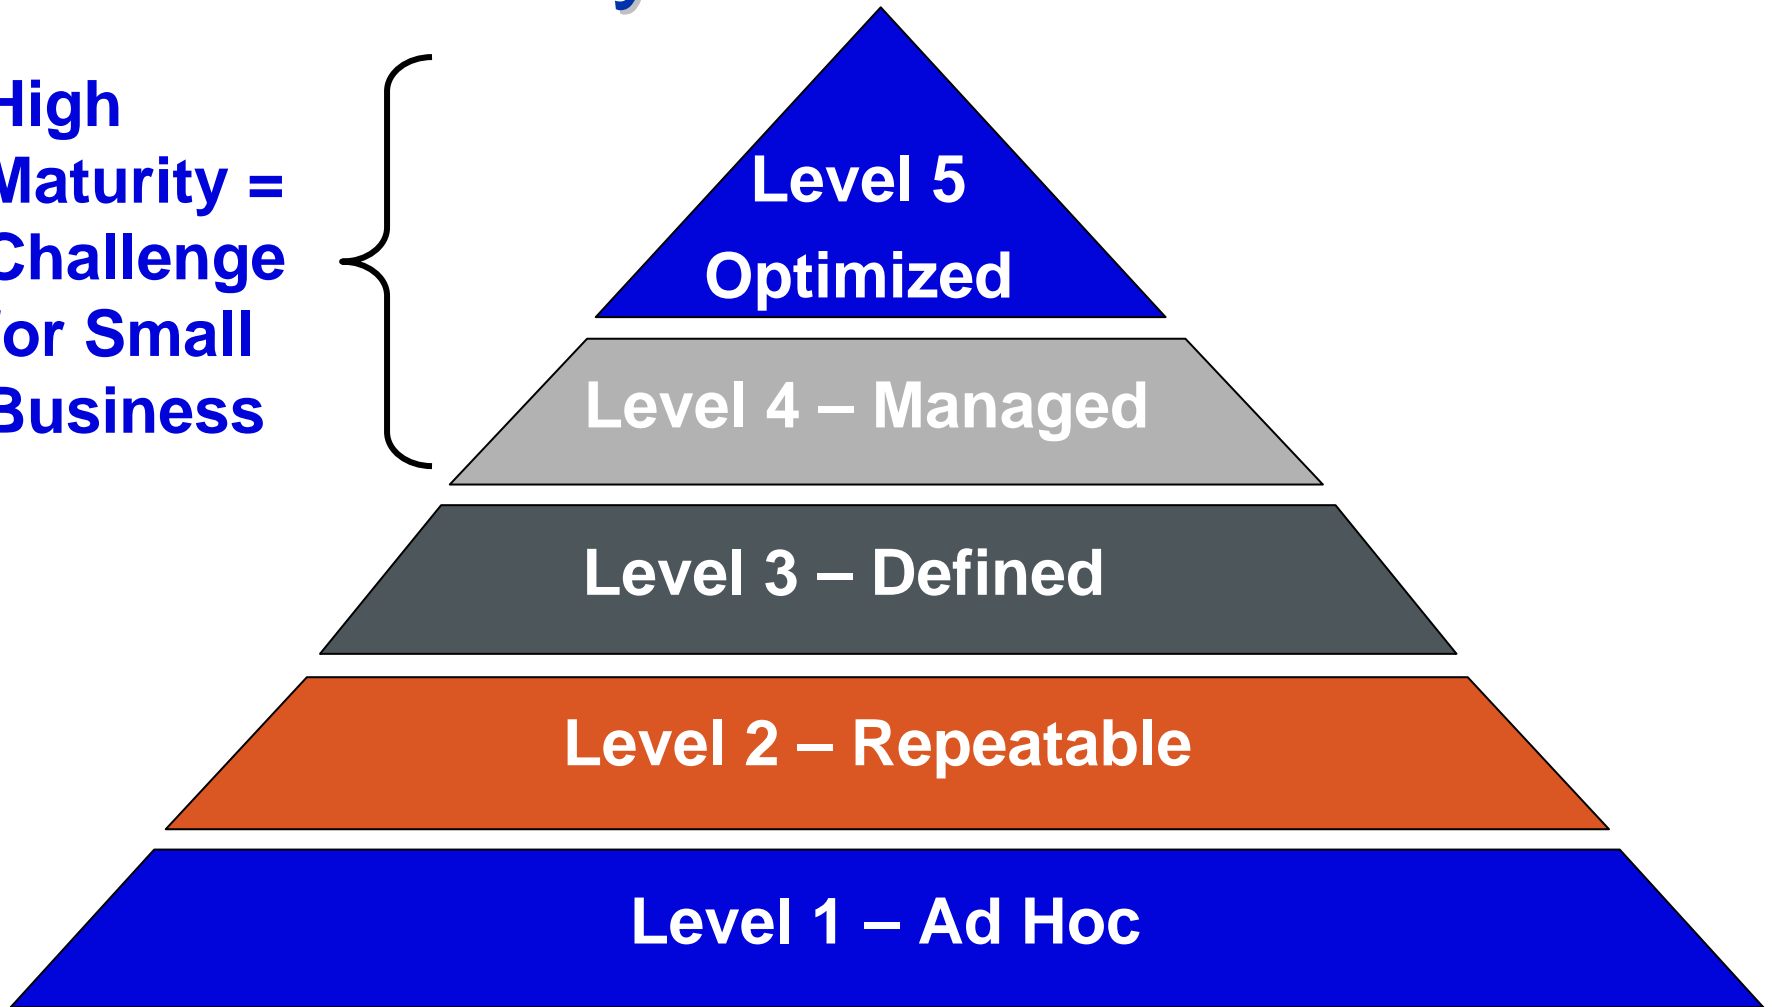 High
Maturity =
Challenge
for Small
Business
Level 5
Optimized
Level 4 – Managed
Level 3 – Defined
Level 2 – Repeatable
Level 1 – Ad Hoc